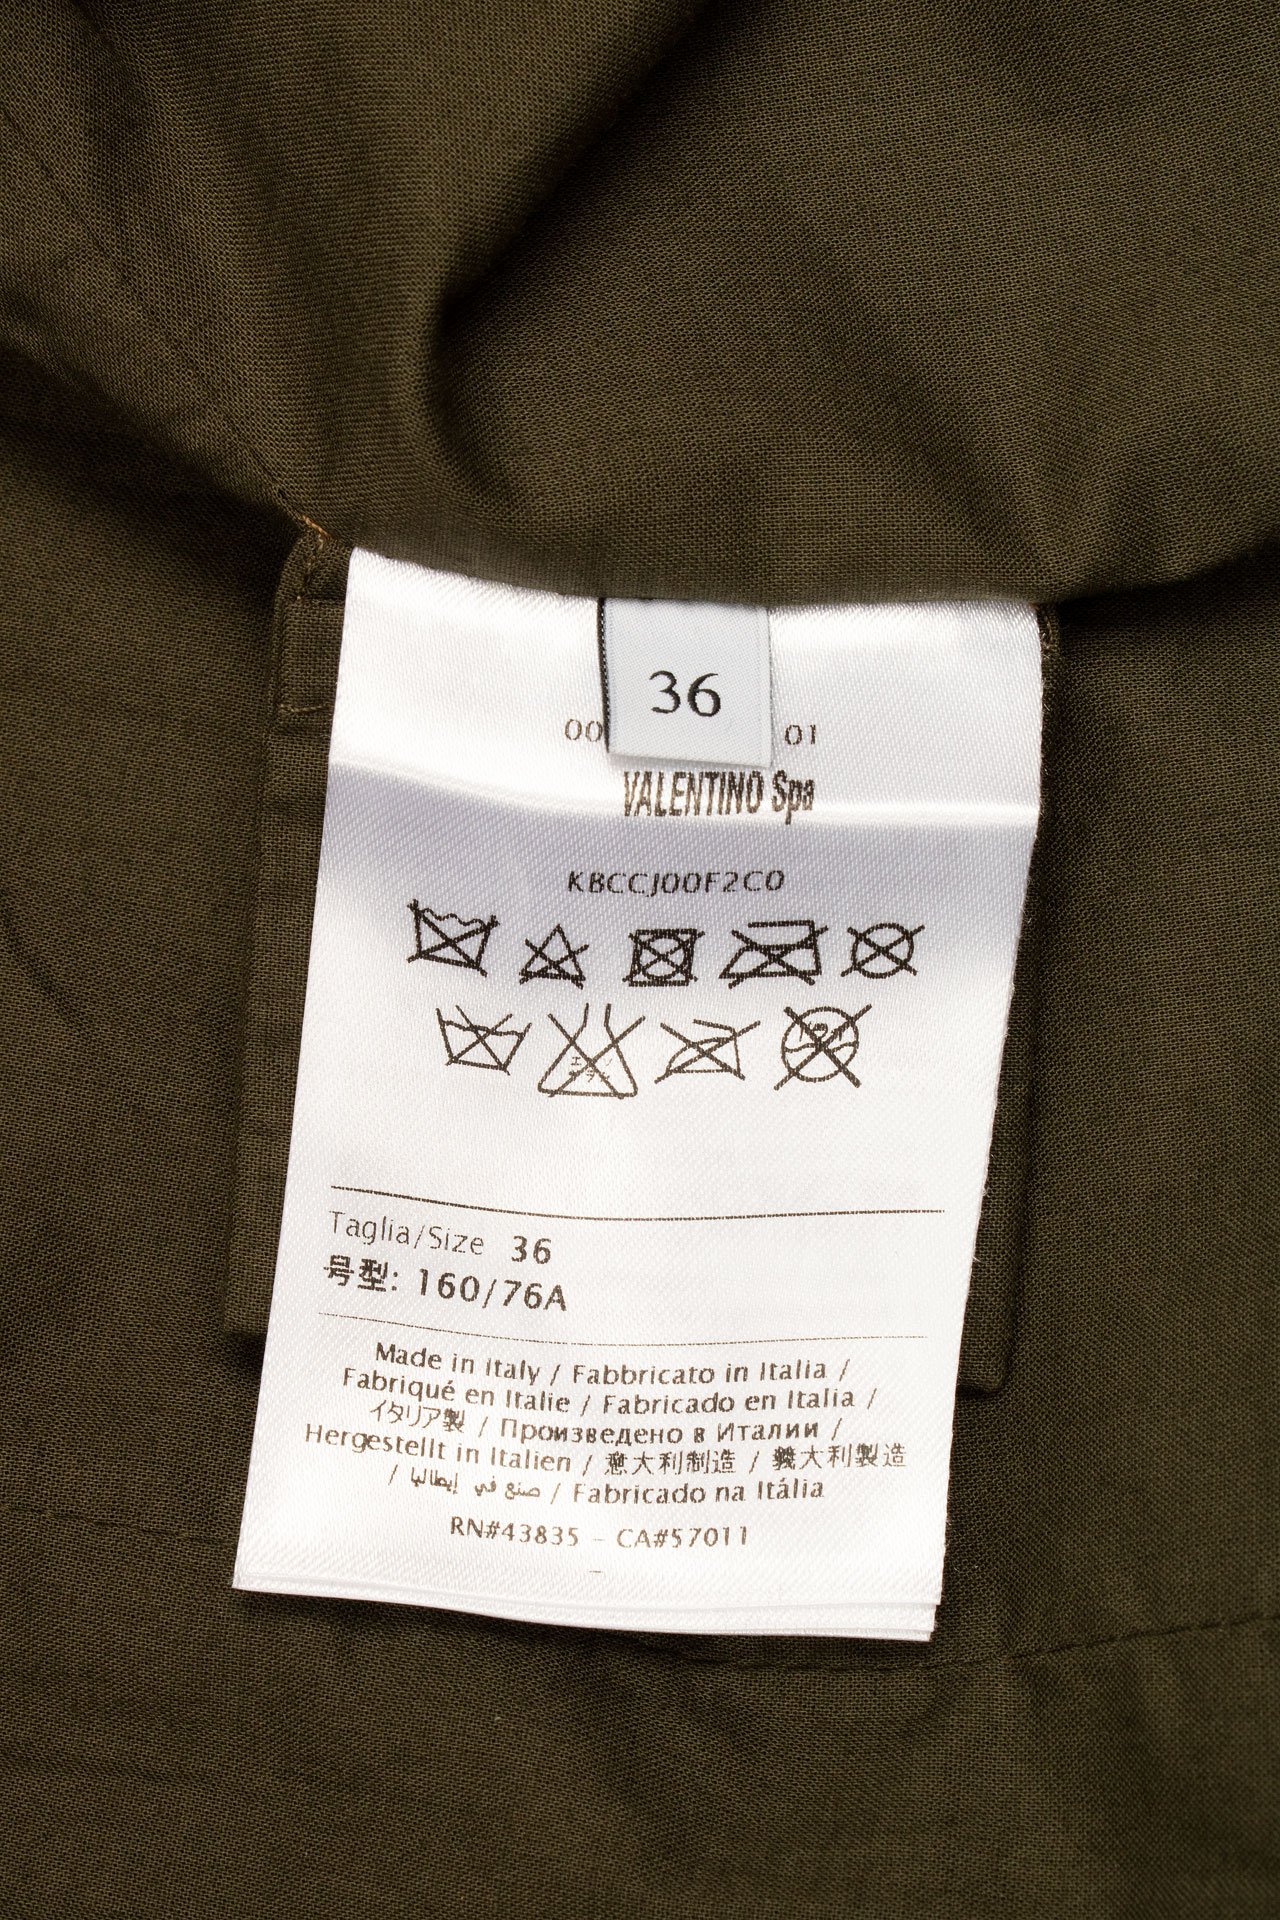 36
00 01
VALENTINO Spa
KBCCJ00F2C0
Taglia/Size 36
号型: 160/76A
Made in Italy / Fabbricato in Italia /
Fabriqué en Italie / Fabricado en Italia /
イタリア製 / Произведено в Италии /
Hergestellt in Italien / 意大利制造 / 義大利製造
/ صنع في إيطاليا / Fabricado na Itália
RN#43835 - CA#57011